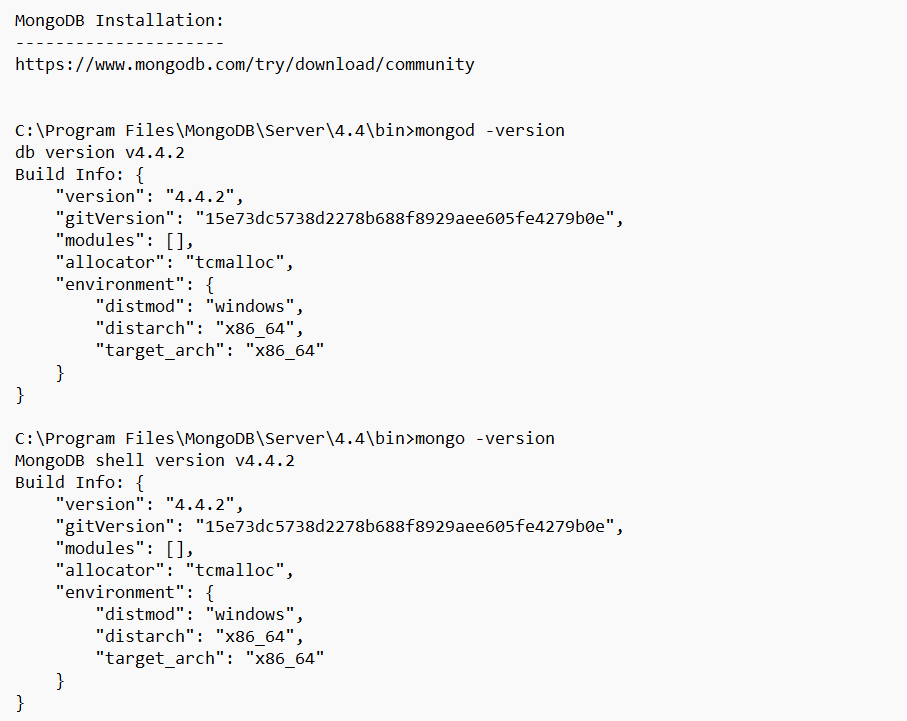 MongoDB Installation:
---------------------
https://www.mongodb.com/try/download/community
C:\Program Files\MongoDB\Server\4.4\bin>mongod -version
db version v4.4.2
Build Info: {
    "version": "4.4.2",
    "gitVersion": "15e73dc5738d2278b688f8929aee605fe4279b0e",
    "modules": [],
    "allocator": "tcmalloc",
    "environment": {
        "distmod": "windows",
        "distarch": "x86_64",
        "target_arch": "x86_64"
    }
}
C:\Program Files\MongoDB\Server\4.4\bin>mongo -version
MongoDB shell version v4.4.2
Build Info: {
    "version": "4.4.2",
    "gitVersion": "15e73dc5738d2278b688f8929aee605fe4279b0e",
    "modules": [],
    "allocator": "tcmalloc",
    "environment": {
        "distmod": "windows",
        "distarch": "x86_64",
        "target_arch": "x86_64"
    }
}